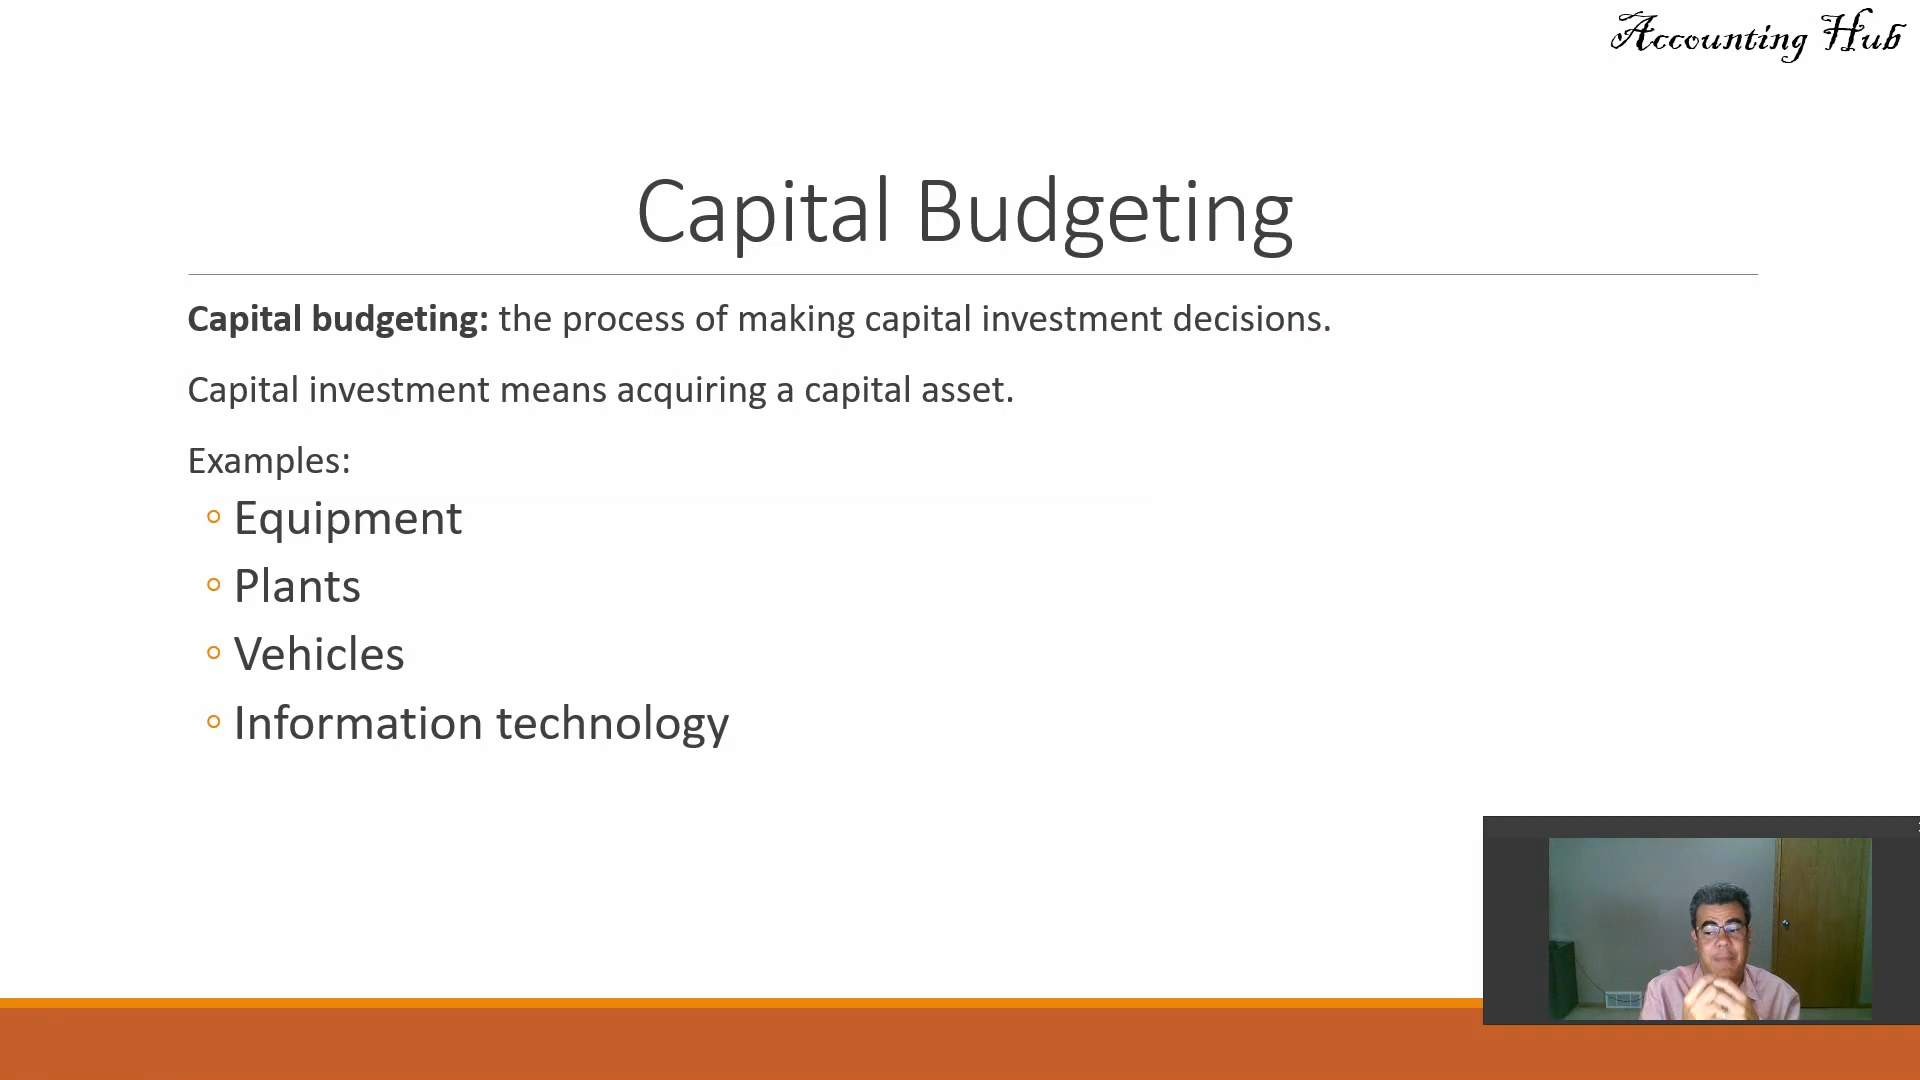 Accounting Hub
Capital Budgeting
Capital budgeting: the process of making capital investment decisions.
Capital investment means acquiring a capital asset.
Examples:
Equipment
Plants
Vehicles
Information technology